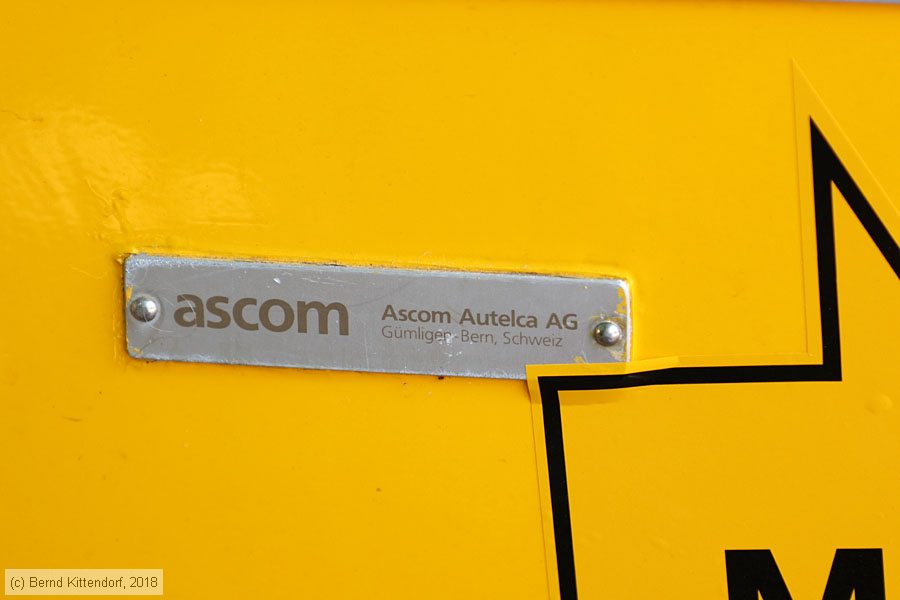 ascom
Ascom Autelca AG
Gümligen-Bern, Schweiz
M
(c) Bernd Kittendorf, 2018